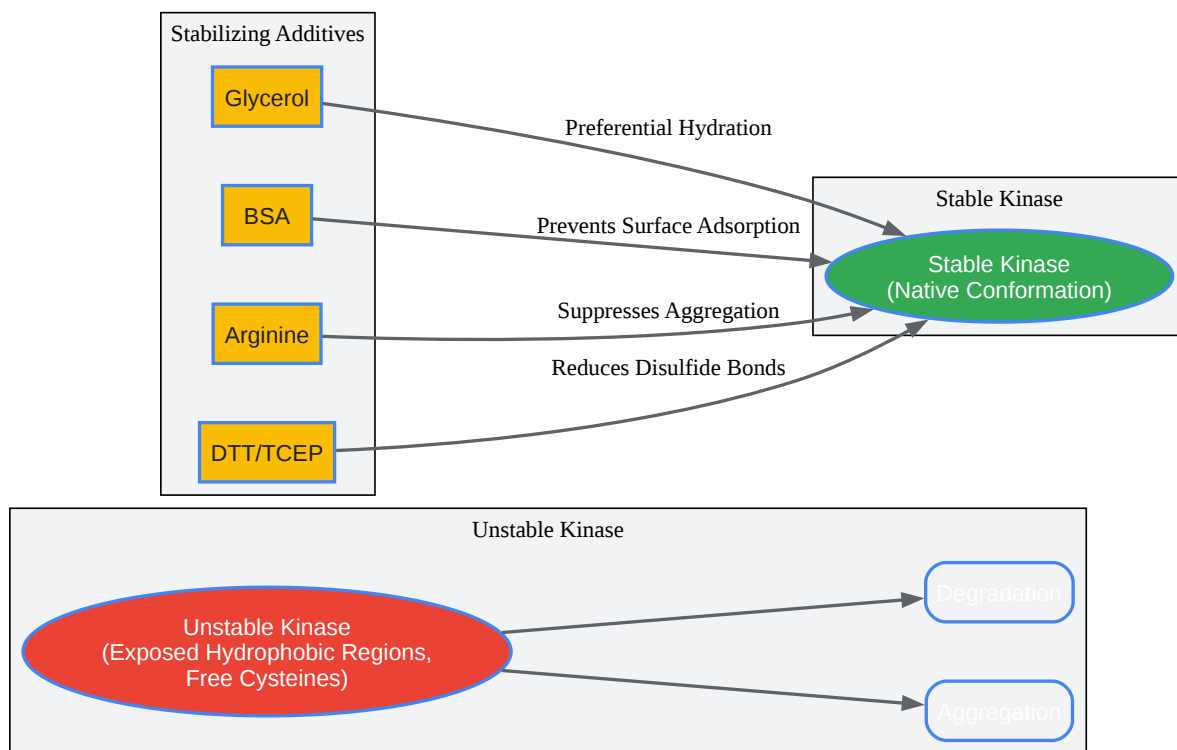 Stabilizing Additives
Glycerol
BSA
Arginine
DTT/TCEP
Preferential Hydration
Prevents Surface Adsorption
Suppresses Aggregation
Reduces Disulfide Bonds
Stable Kinase
Stable Kinase
(Native Conformation)
Unstable Kinase
Unstable Kinase
(Exposed Hydrophobic Regions,
Free Cysteines)
Degradation
Aggregation